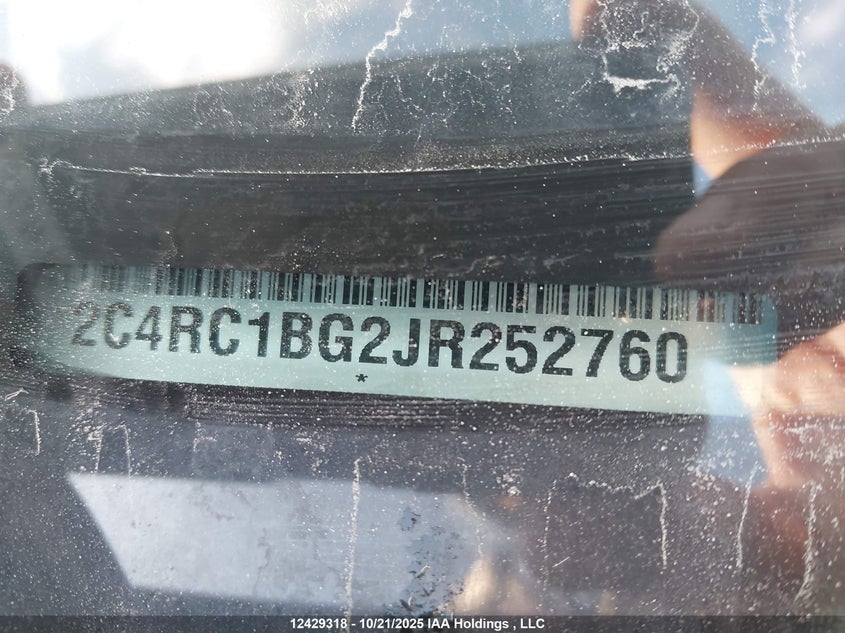 2C4RC1BG2JR252760
*
12429318 - 10/21/2025 IAA Holdings , LLC